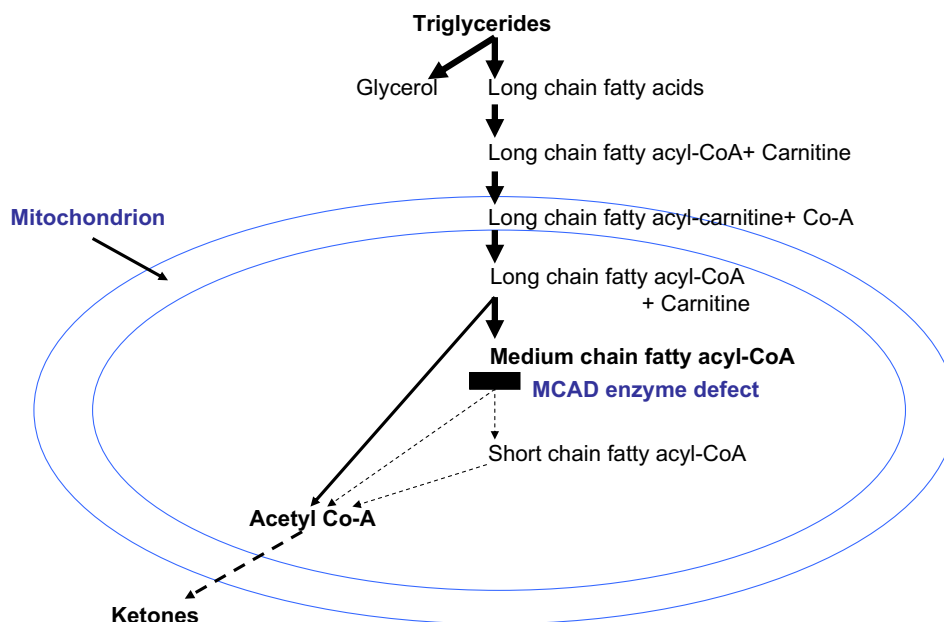 Triglycerides
Glycerol
Long chain fatty acids
Long chain fatty acyl-CoA+ Carnitine
Mitochondrion
Long chain fatty acyl-carnitine+ Co-A
Long chain fatty acyl-CoA
+ Carnitine
Medium chain fatty acyl-CoA
MCAD enzyme defect
Short chain fatty acyl-CoA
Acetyl Co-A
Ketones